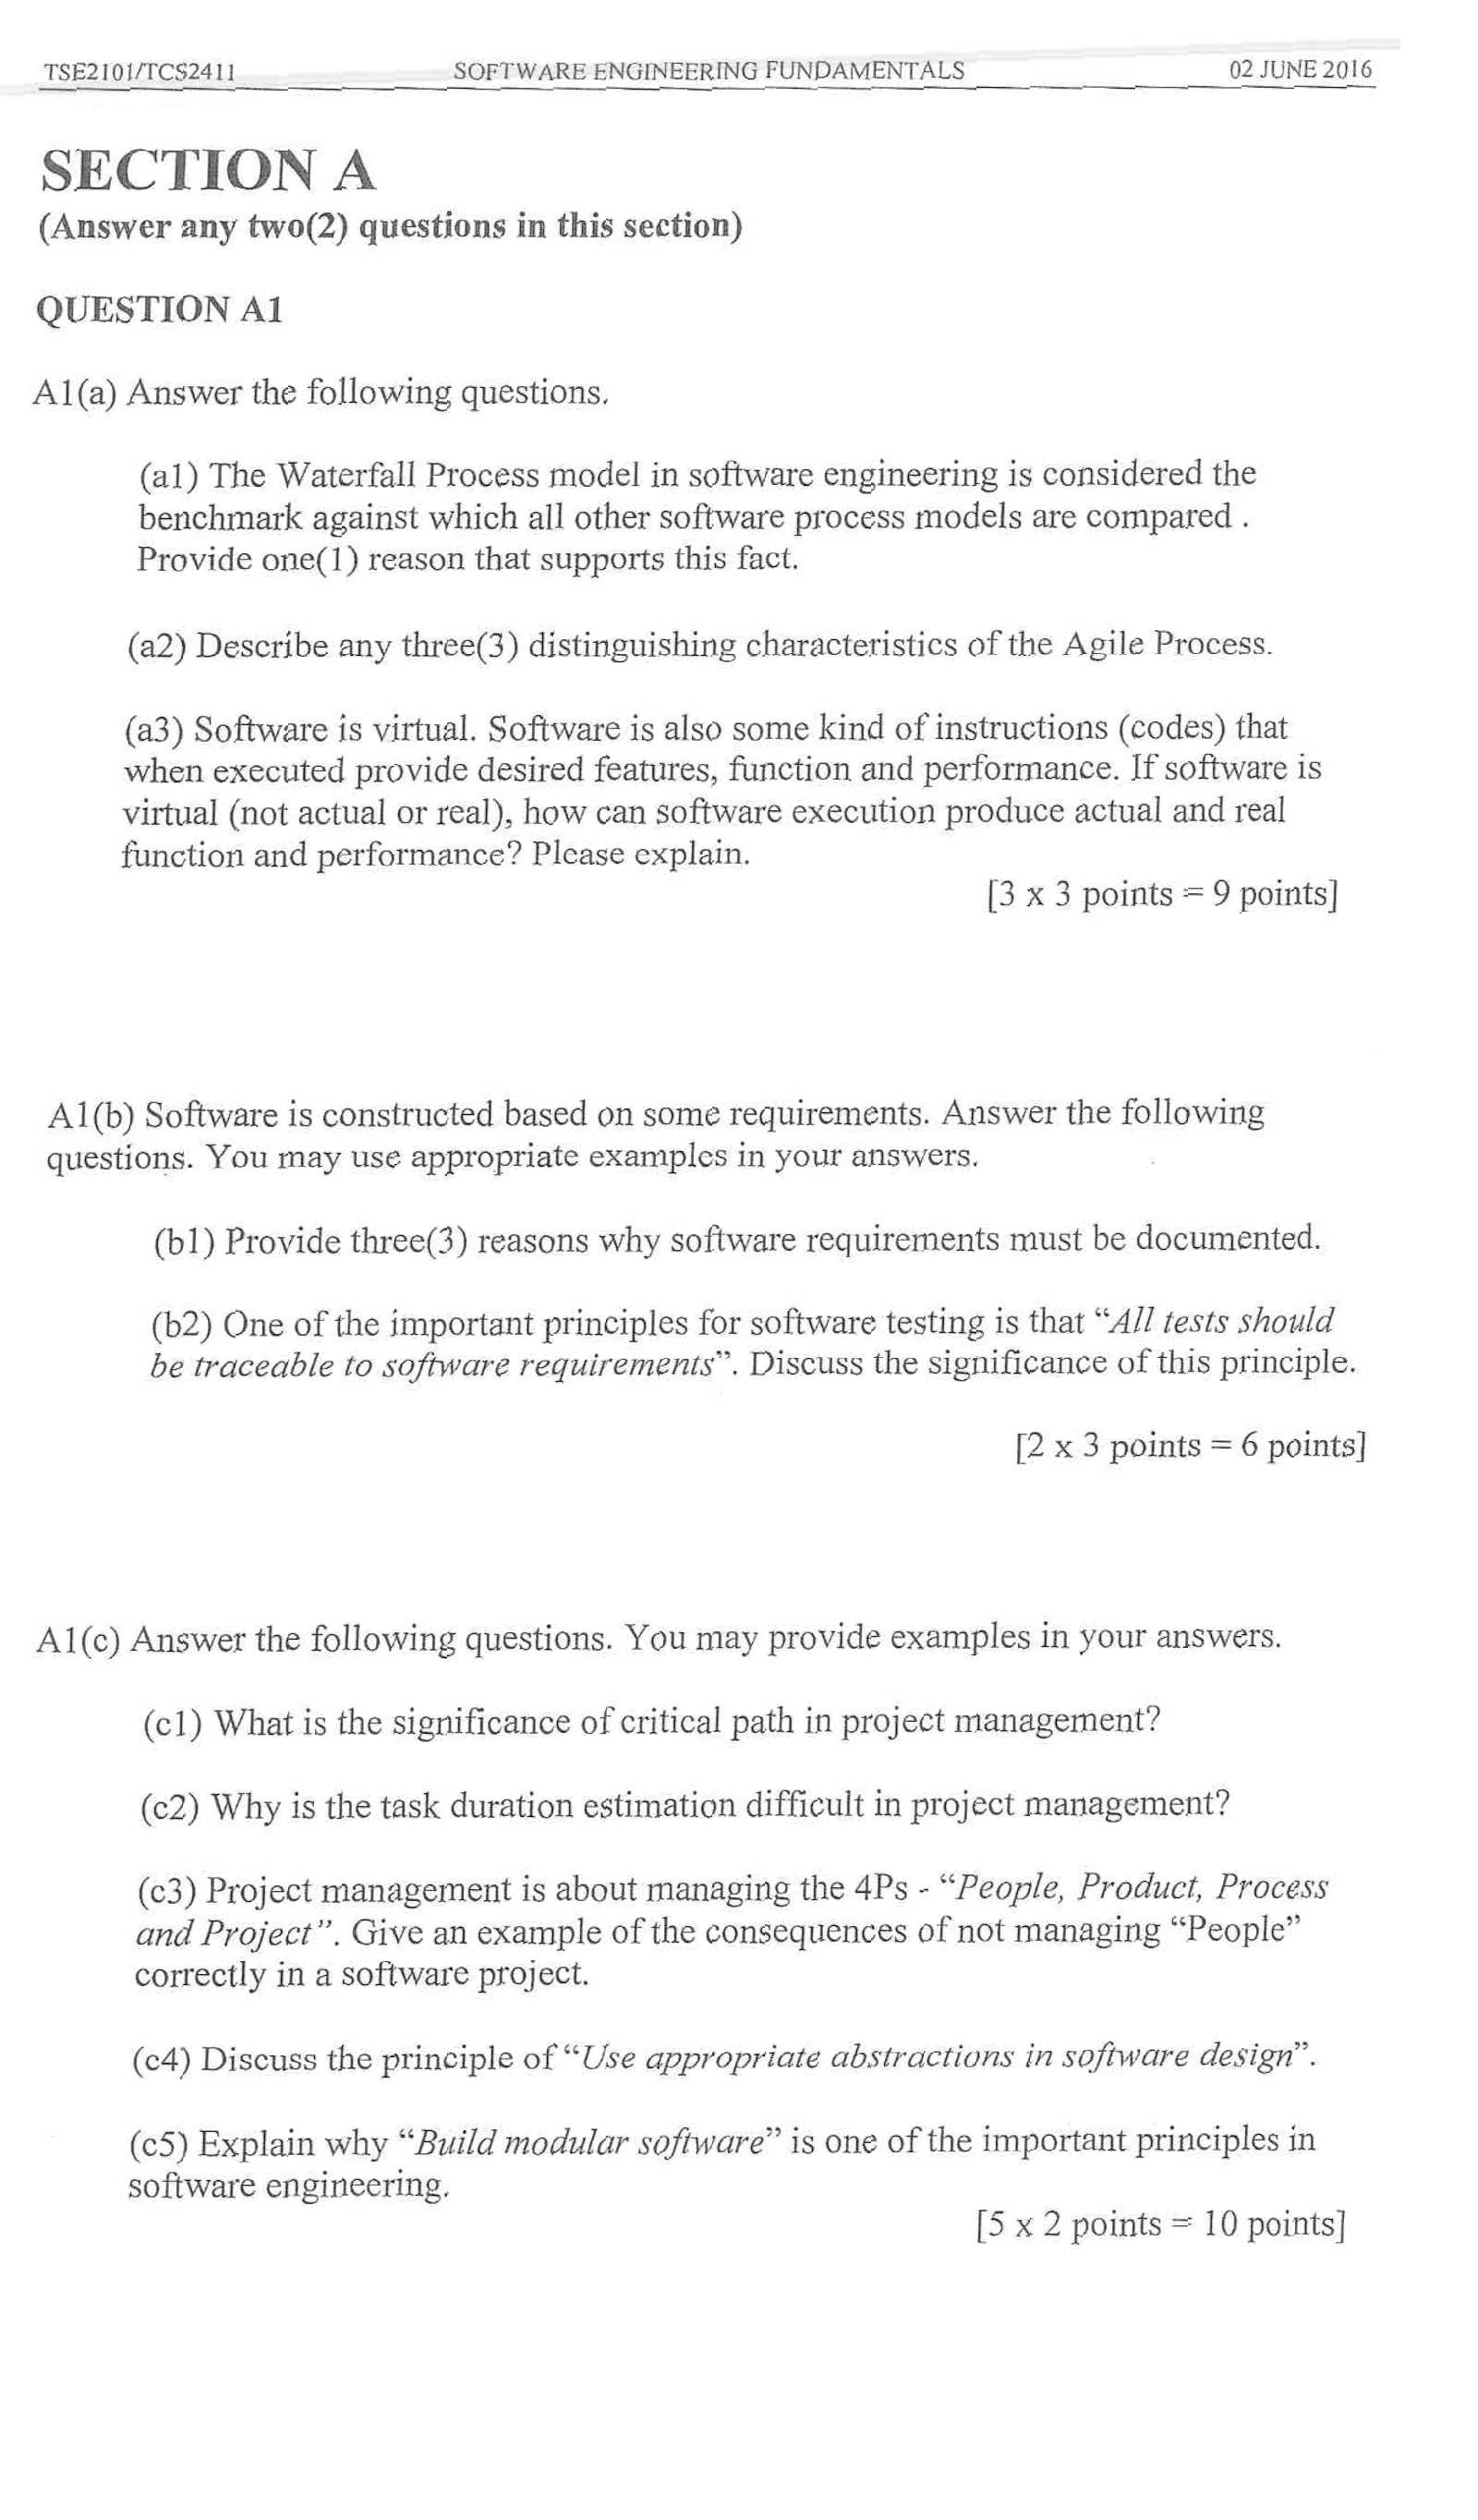 TSE2101/TCS2411 SOFTWARE ENGINEERING FUNDAMENTALS 02 JUNE 2016
SECTION A
(Answer any two(2) questions in this section)
QUESTION A1
A1(a) Answer the following questions.
(a1) The Waterfall Process model in software engineering is considered the
benchmark against which all other software process models are compared .
Provide one(1) reason that supports this fact.
(a2) Describe any three(3) distinguishing characteristics of the Agile Process.
(a3) Software is virtual. Software is also some kind of instructions (codes) that
when executed provide desired features, function and performance. If software is
virtual (not actual or real), how can software execution produce actual and real
function and performance? Please explain.
[3 x 3 points = 9 points]
A1(b) Software is constructed based on some requirements. Answer the following
questions. You may use appropriate examples in your answers.
(b1) Provide three(3) reasons why software requirements must be documented.
(b2) One of the important principles for software testing is that “All tests should
be traceable to software requirements”. Discuss the significance of this principle.
[2 x 3 points = 6 points]
A1(c) Answer the following questions. You may provide examples in your answers.
(c1) What is the significance of critical path in project management?
(c2) Why is the task duration estimation difficult in project management?
(c3) Project management is about managing the 4Ps - “People, Product, Process
and Project”. Give an example of the consequences of not managing “People”
correctly in a software project.
(c4) Discuss the principle of “Use appropriate abstractions in software design”.
(c5) Explain why “Build modular software” is one of the important principles in
software engineering.
[5 x 2 points = 10 points]